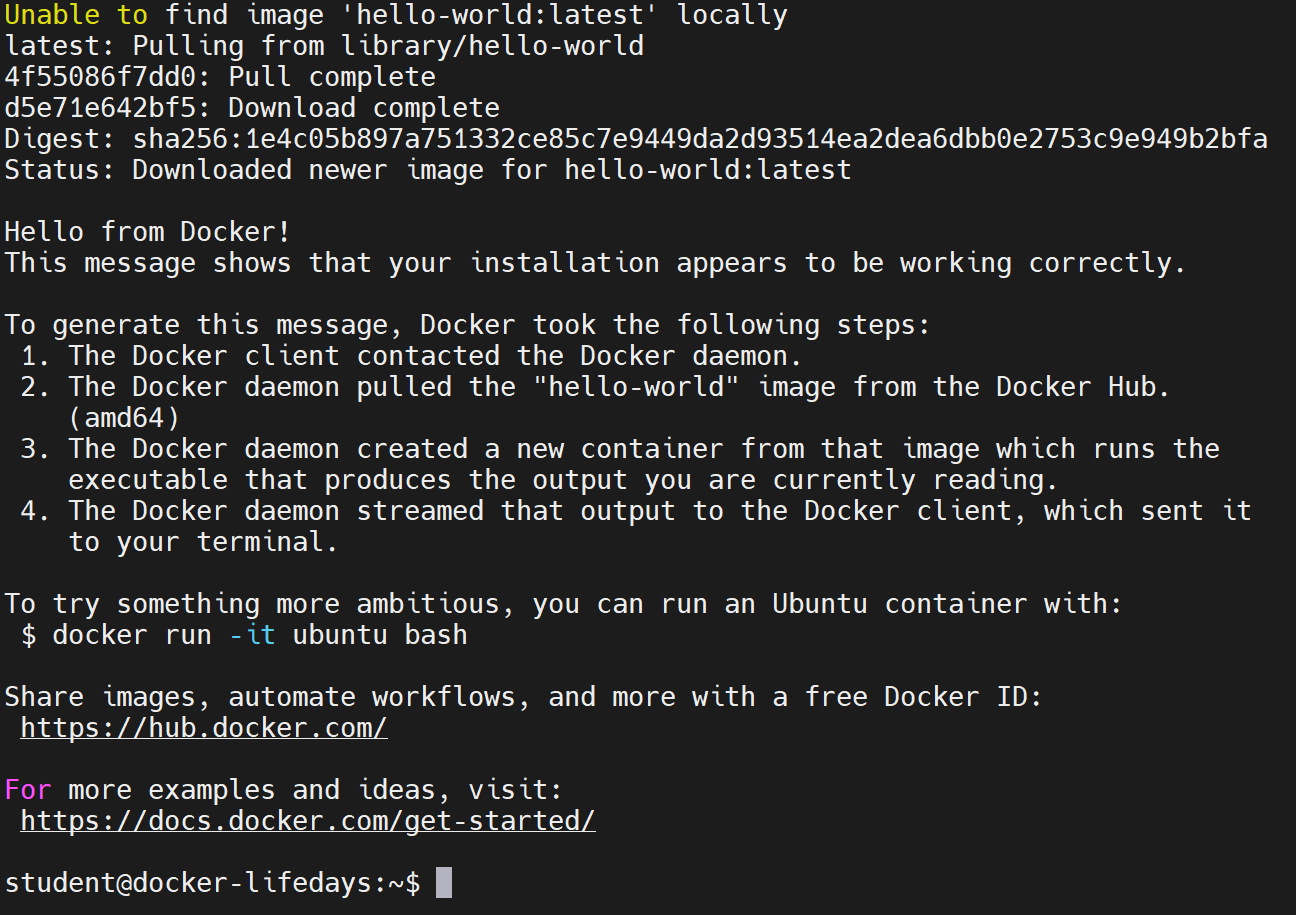 Unable to find image 'hello-world:latest' locally
latest: Pulling from library/hello-world
4f55086f7dd0: Pull complete
d5e71e642bf5: Download complete
Digest: sha256:1e4c05b897a751332ce85c7e9449da2d93514ea2dea6dbb0e2753c9e949b2bfa
Status: Downloaded newer image for hello-world:latest

Hello from Docker!
This message shows that your installation appears to be working correctly.

To generate this message, Docker took the following steps:
 1. The Docker client contacted the Docker daemon.
 2. The Docker daemon pulled the "hello-world" image from the Docker Hub.
    (amd64)
 3. The Docker daemon created a new container from that image which runs the
    executable that produces the output you are currently reading.
 4. The Docker daemon streamed that output to the Docker client, which sent it
    to your terminal.

To try something more ambitious, you can run an Ubuntu container with:
 $ docker run -it ubuntu bash

Share images, automate workflows, and more with a free Docker ID:
 https://hub.docker.com/

For more examples and ideas, visit:
 https://docs.docker.com/get-started/

student@docker-lifedays:~$